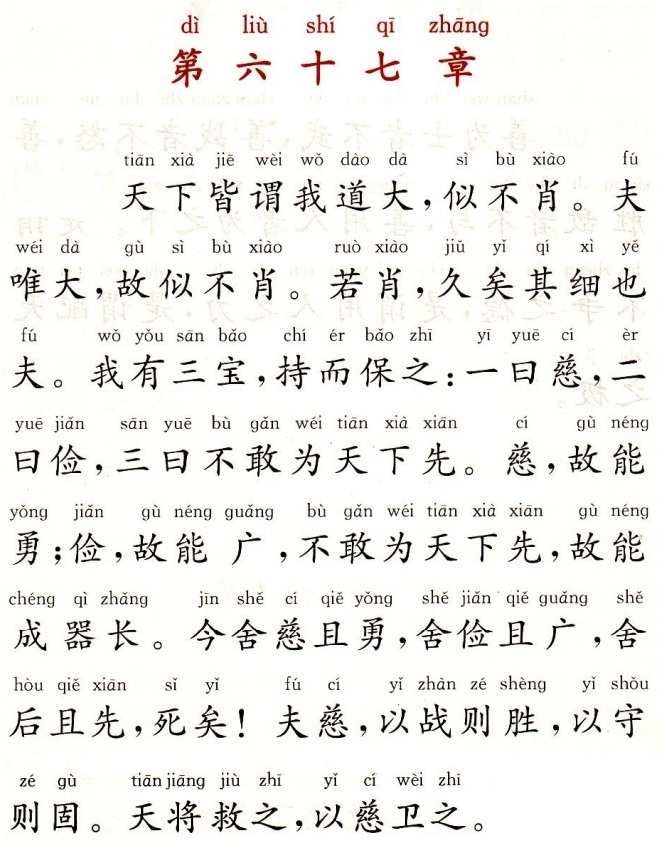 dì liù shí qī zhāng
第六十七章
tiān xià jiē wèi wǒ dào dà sì bù xiào fú
天下皆谓我道大，似不肖。夫
wéi dà gù sì bù xiào ruò xiào jiǔ yǐ qí xì yě
唯大，故似不肖。若肖，久矣其细也
fú wǒ yǒu sān bǎo chí ér bǎo zhī yī yuē cí èr
夫。我有三宝，持而保之：一曰慈，二
yuē jiǎn sān yuē bù gǎn wéi tiān xià xiān cí gù néng
曰俭，三曰不敢为天下先。慈，故能
yǒng jiǎn gù néng guǎng bù gǎn wéi tiān xià xiān gù néng
勇；俭，故能广，不敢为天下先，故能
chéng qì zhǎng jīn shě cí qiě yǒng shě jiǎn qiě guǎng shě
成器长。今舍慈且勇，舍俭且广，舍
hòu qiě xiān sǐ yǐ fú cí yǐ zhàn zé shèng yǐ shǒu
后且先，死矣！夫慈，以战则胜，以守
zé gù tiān jiāng jiù zhī yǐ cí wèi zhī
则固。天将救之，以慈卫之。